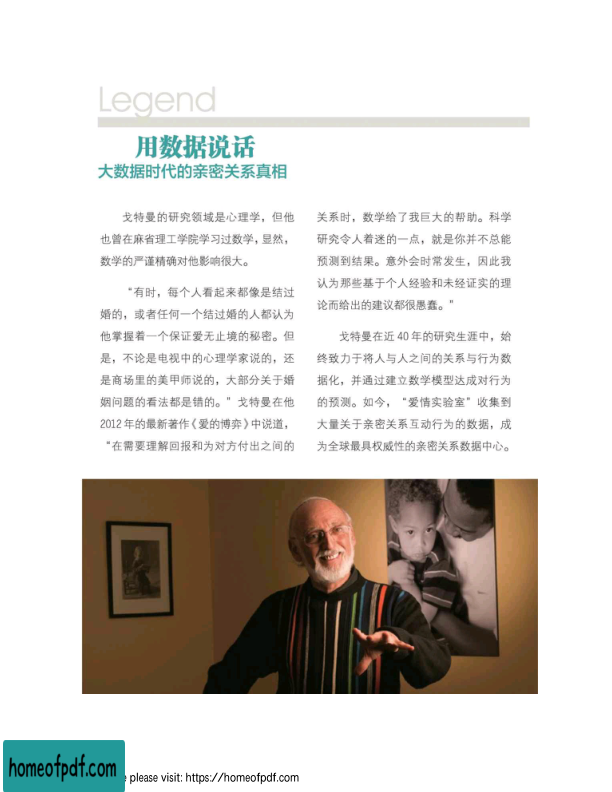 Legend
用数据说话
大数据时代的亲密关系真相
戈特曼的研究领域是心理学，但他
也曾在麻省理工学院学习过数学，显然，
数学的严谨精确对他影响很大。
“有时，每个人看起来都像是结过
婚的，或者任何一个结过婚的人都认为
他掌握着一个保证爱无止境的秘密。但
是，不论是电视中的心理学家说的，还
是商场里的美甲师说的，大部分关于婚
姻问题的看法都是错的。”戈特曼在他
2012年的最新著作《爱的博弈》中说道，
“在需要理解回报和为对方付出之间的
关系时，数学给了我巨大的帮助。科学
研究令人着迷的一点，就是你并不总能
预测到结果。意外会时常发生，因此我
认为那些基于个人经验和未经证实的理
论而给出的建议都很愚蠢。”
戈特曼在近 40 年的研究生涯中，始
终致力于将人与人之间的关系与行为数
据化，并通过建立数学模型达成对行为
的预测。如今，“爱情实验室”收集到
大量关于亲密关系互动行为的数据，成
为全球最具权威性的亲密关系数据中心。
homeofpdf.com
please visit: https://homeofpdf.com